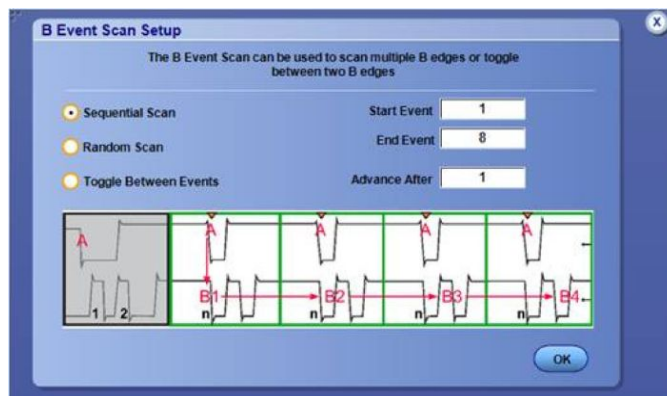 X
B Event Scan Setup
The B Event Scan can be used to scan multiple B edges or toggle
between two B edges
Sequential Scan
Start Event 1
End Event 8
Random Scan
Toggle Between Events
Advance After 1
A A A A A
B1 B2 B3 B4
1 2 n n n n
OK